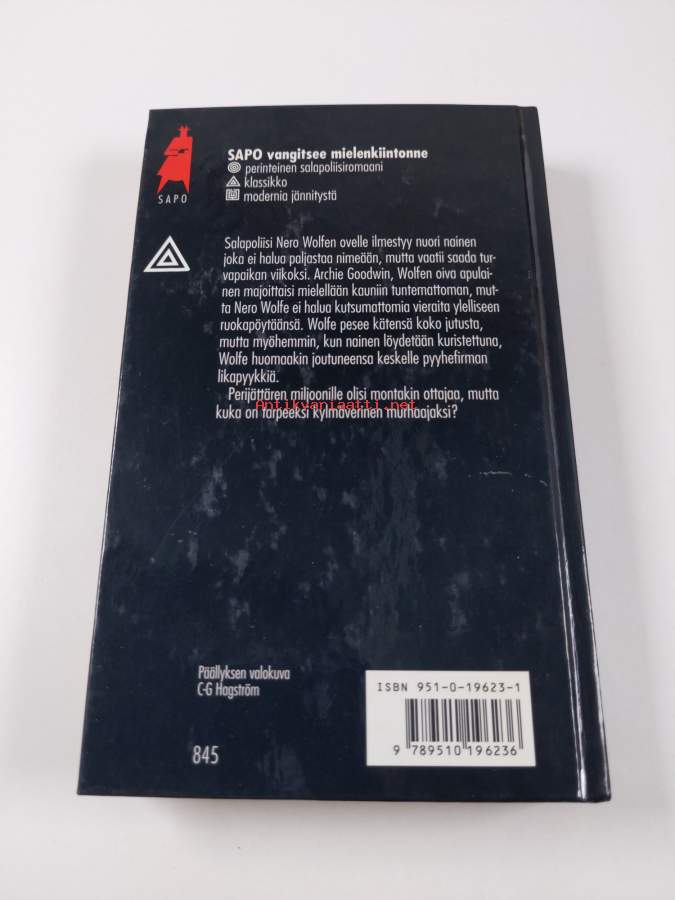 SAPO
SAPO vangitsee mielenkiintonne
perinteinen salapoliisiromaani
klassikko
modernia jännitystä
Salapoliisi Nero Wolfen ovelle ilmestyy nuori nainen
joka ei halua paljastaa nimeään, mutta vaatii saada tur-
vapaikan viikoksi. Archie Goodwin, Wolfen oiva apulai-
nen majoittaisi mielellään kauniin tuntemattoman, mut-
ta Nero Wolfe ei halua kutsumattomia vieraita ylelliseen
ruokapöytäänsä. Wolfe pesee kätensä koko jutusta,
mutta myöhemmin, kun nainen löydetään kuristettuna,
Wolfe huomaakin joutuneensa keskelle pyyhefirman
likapyykkiä.
Perijättären miljoonille olisi montakin ottajaa, mutta
Antikvariaatti.net
kuka on tarpeeksi kylmäverinen murhaajaksi?
Päällyksen valokuva
C-G Hagström
845
ISBN 951-0-19623-1
9 789510 196236